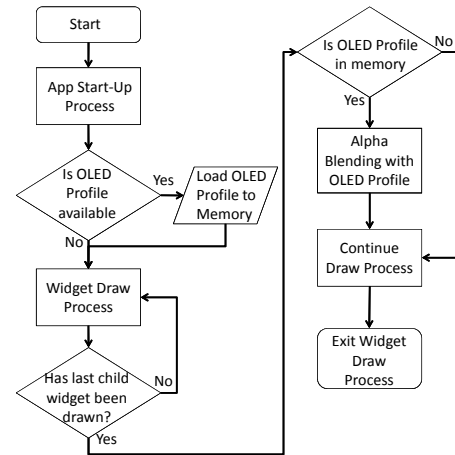 Start
App Start-Up
Process
Is OLED
Profile
available
Yes
Load OLED
Profile to
Memory
No
Widget Draw
Process
Has last child
widget been
drawn?
No
Yes
Is OLED Profile
in memory
No
Yes
Alpha
Blending with
OLED Profile
Continue
Draw Process
Exit Widget
Draw
Process